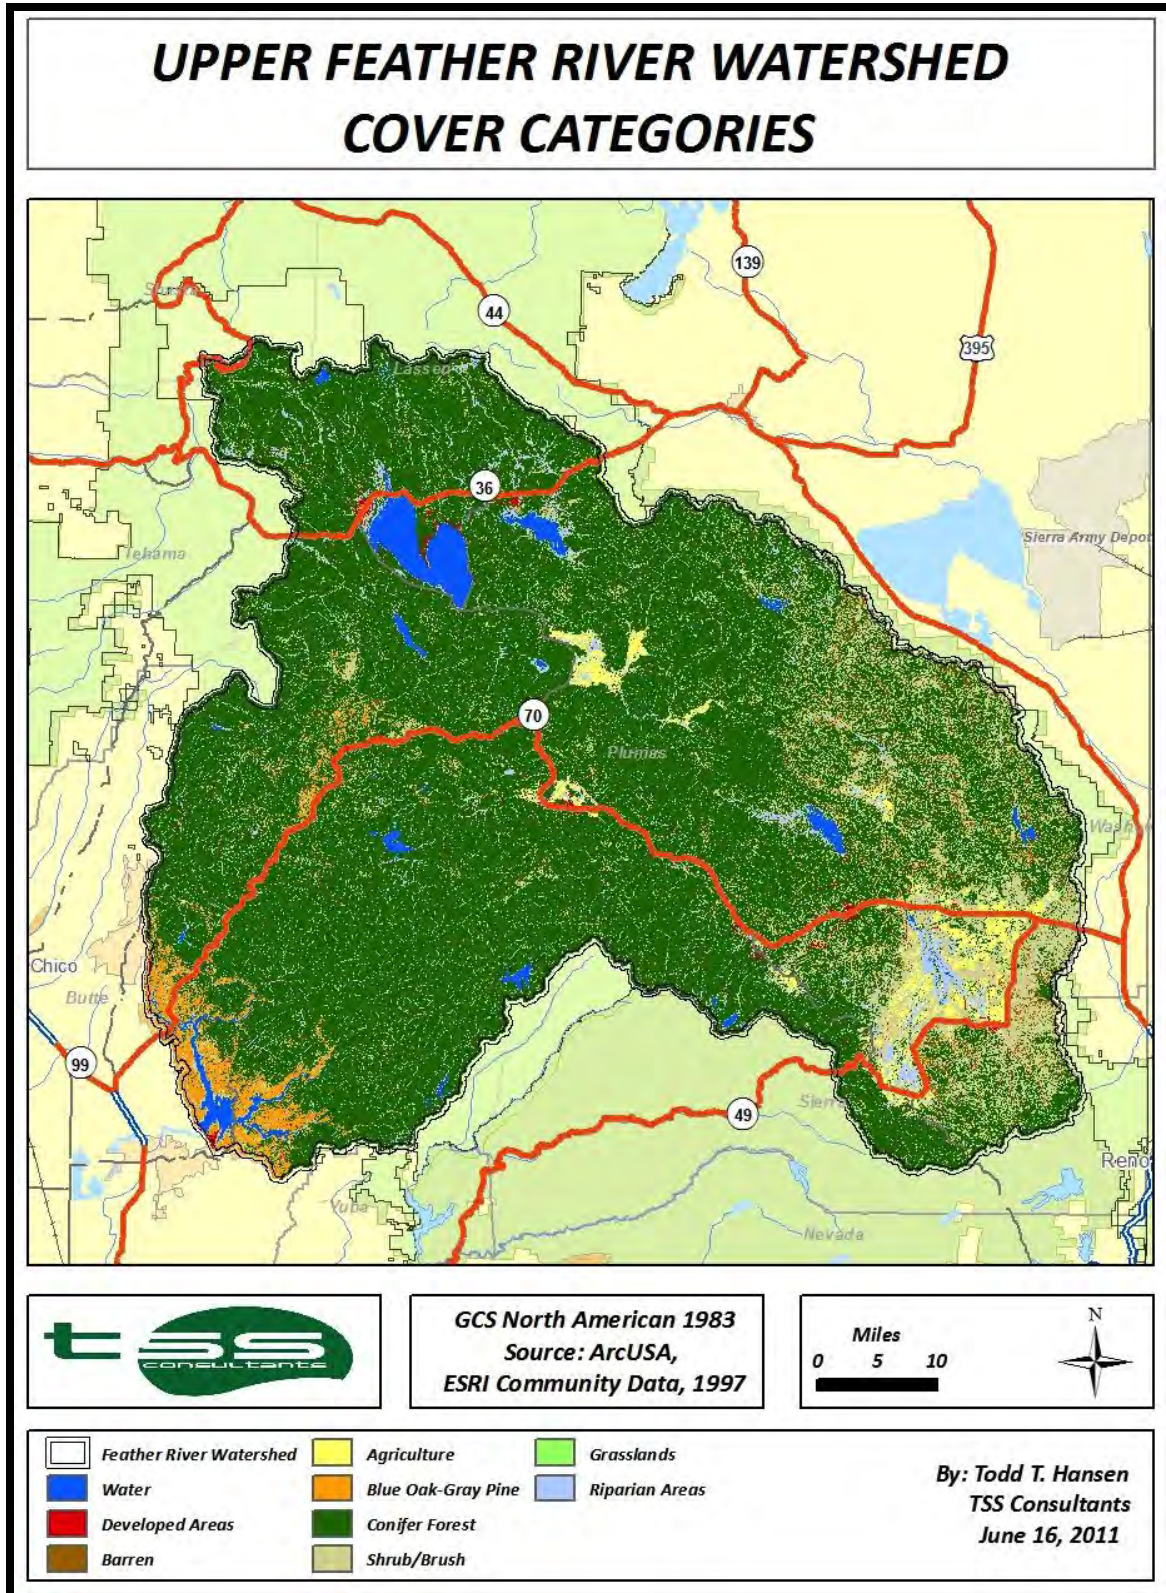 UPPER FEATHER RIVER WATERSHED
COVER CATEGORIES
139
44
395
Lassen
36
Tehama
Sierra Army Depot
70
Plumas
Chico
Butte
99
49
Sierra
Reno
Yuba
Nevada
tss
consultants
GCS North American 1983
Source: ArcUSA,
ESRI Community Data, 1997
Miles
0 5 10
N
Feather River Watershed
Water
Developed Areas
Barren
Agriculture
Blue Oak-Gray Pine
Conifer Forest
Shrub/Brush
Grasslands
Riparian Areas
By: Todd T. Hansen
TSS Consultants
June 16, 2011